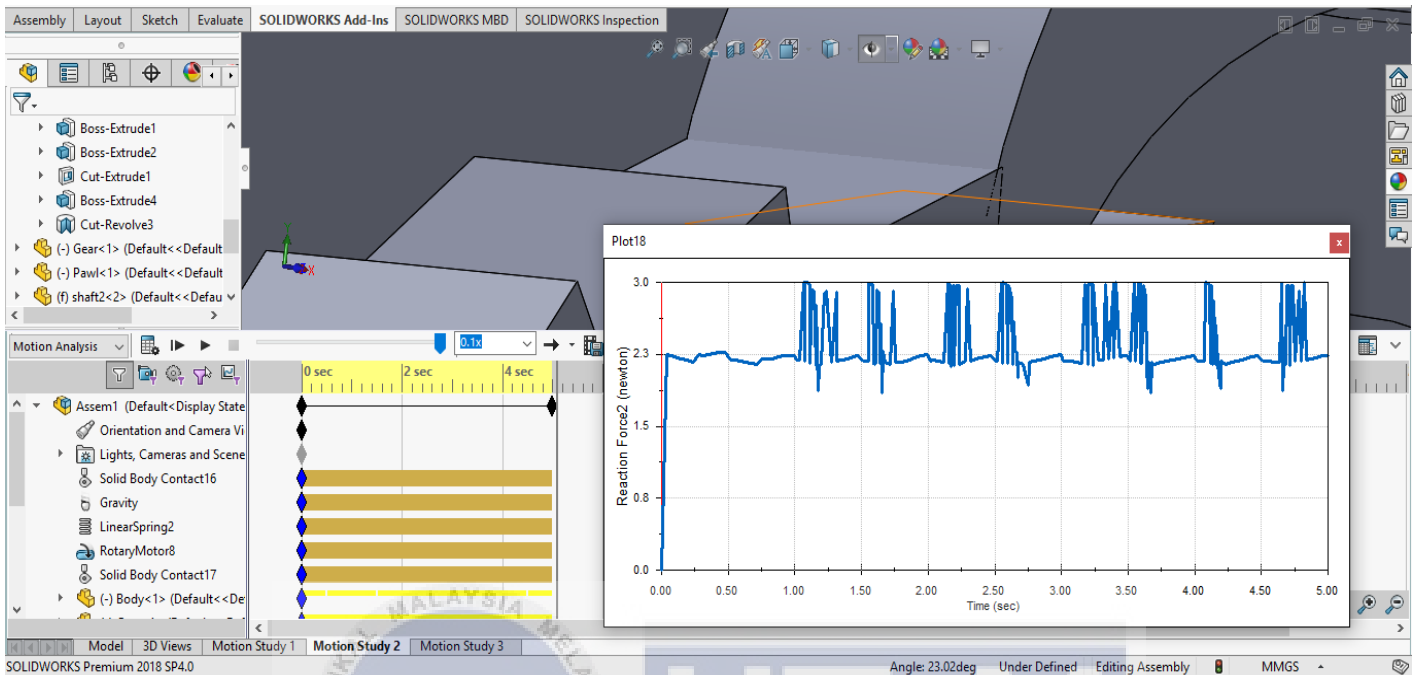 Assembly Layout Sketch Evaluate SOLIDWORKS Add-Ins SOLIDWORKS MBD SOLIDWORKS Inspection
Boss-Extrude1
Boss-Extrude2
Cut-Extrude1
Boss-Extrude4
Cut-Revolve3
(-) Gear<1> (Default<<Default
(-) Pawl<1> (Default<<Default
(f) shaft2<2> (Default<<Defau
Y
X
Motion Analysis
0.1x
0 sec 2 sec 4 sec
Assem1 (Default<Display State
Orientation and Camera Vi
Lights, Cameras and Scene
Solid Body Contact16
Gravity
LinearSpring2
RotaryMotor8
Solid Body Contact17
(-) Body<1> (Default<<De
Plot18
x
Reaction Force2 (newton)
3.0
2.3
1.5
0.8
0.0
0.00 0.50 1.00 1.50 2.00 2.50 3.00 3.50 4.00 4.50 5.00
Time (sec)
MALAYSIA
Model 3D Views Motion Study 1 Motion Study 2 Motion Study 3
SOLIDWORKS Premium 2018 SP4.0 Angle: 23.02deg Under Defined Editing Assembly MMGS